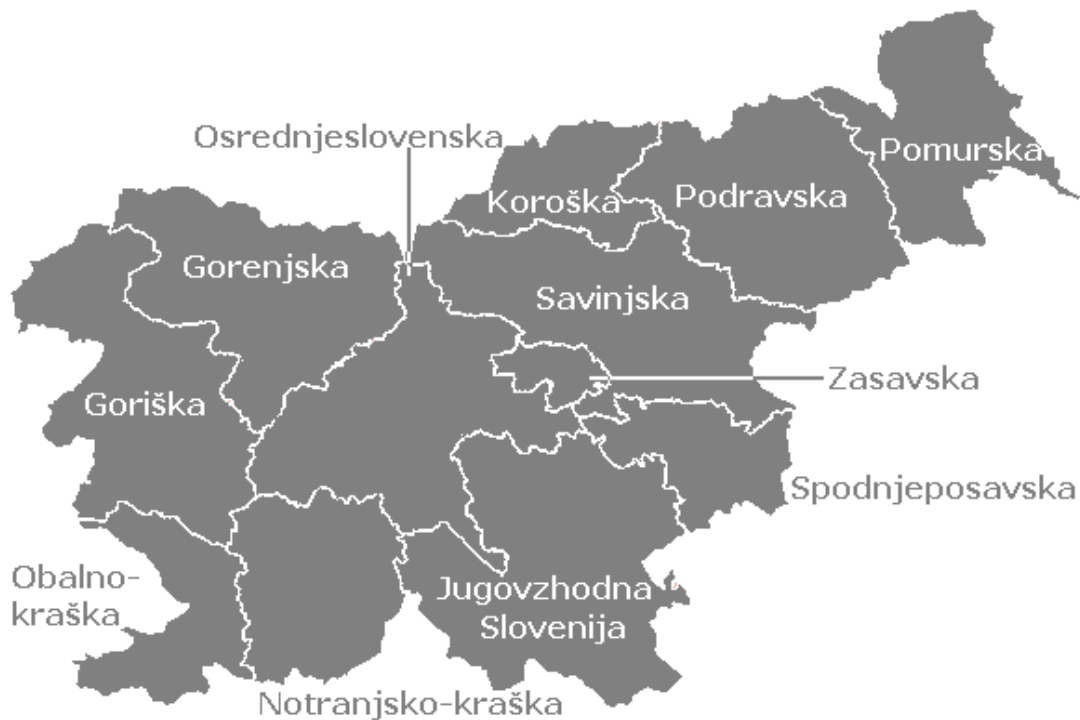 Osrednjeslovenska
Pomurska
Koroška
Podravska
Gorenjska
Savinjska
Zasavska
Goriška
Spodnjeposavska
Obalno-
kraška
Jugovzhodna
Slovenija
Notranjsko-kraška